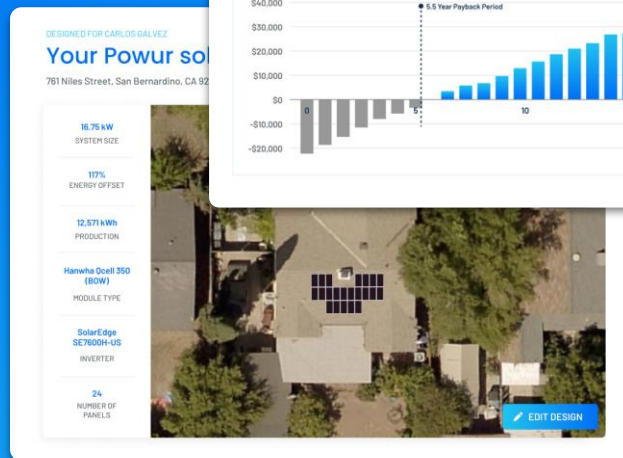 DESIGNED FOR CARLOS GALVEZ
Your Powur sol
761 Niles Street, San Bernardino, CA 92
16.75 kW
SYSTEM SIZE
117%
ENERGY OFFSET
12,571 kWh
PRODUCTION
Hanwha Qcell 350
(BOW)
MODULE TYPE
SolarEdge
SE7600H-US
INVERTER
24
NUMBER OF
PANELS
$40,000
5.5 Year Payback Period
$30,000
$20,000
$10,000
$0
0 5 10
-$10,000
-$20,000
EDIT DESIGN